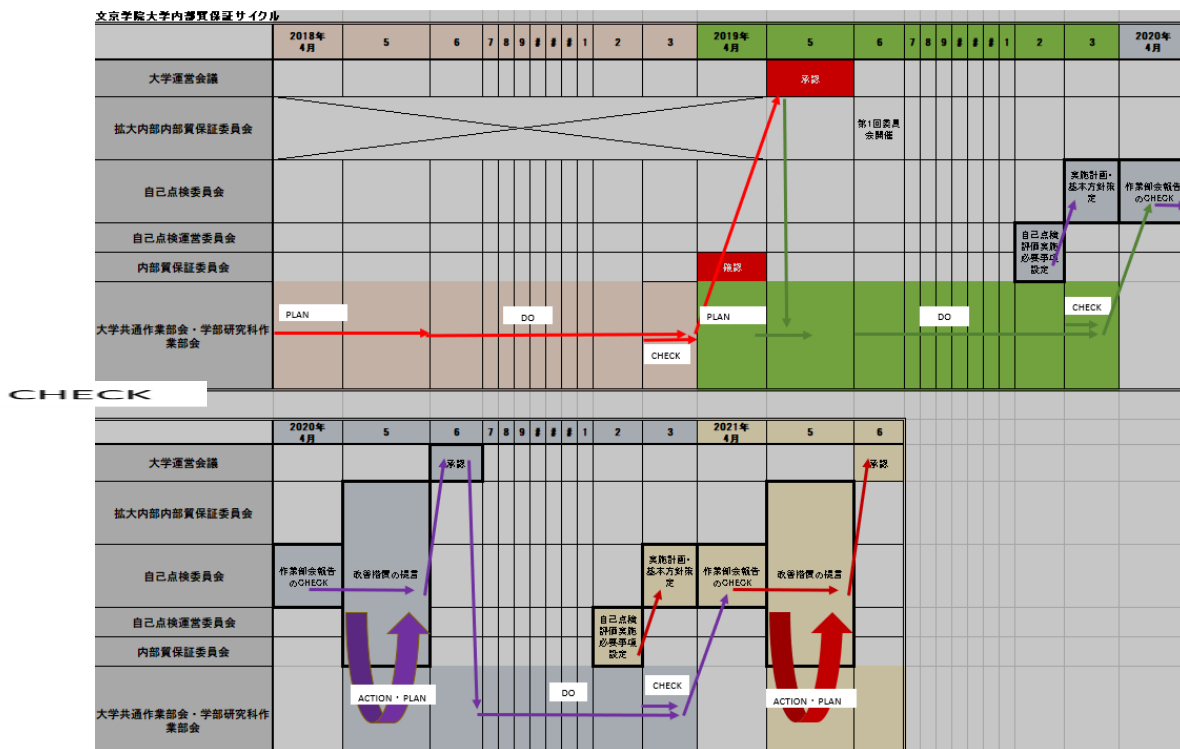 文京学院大学内部質保証サイクル
2018年
4月 5 6 7 8 9 # # # 1 2 3 2019年
4月 5 6 7 8 9 # # # 1 2 3 2020年
4月
大学運営会議
承認
拡大内部内部質保証委員会
第1回委員
会開催
自己点検委員会
実施計画・
基本方針策
定
作業部会報告
のCHECK
自己点検運営委員会
自己点検
評価実施
必要事項
設定
内部質保証委員会
確認
大学共通作業部会・学部研究科作
業部会
PLAN
DO
CHECK
PLAN
DO
CHECK
CHECK
2020年
4月 5 6 7 8 9 # # # 1 2 3 2021年
4月 5 6
大学運営会議
承認
承認
拡大内部内部質保証委員会
自己点検委員会
作業部会報告
のCHECK
改善措置の提言
実施計画・
基本方針策
定
作業部会報告
のCHECK
改善措置の提言
自己点検運営委員会
自己点検
評価実施
必要事項
設定
内部質保証委員会
大学共通作業部会・学部研究科作
業部会
ACTION・PLAN
DO
CHECK
ACTION・PLAN